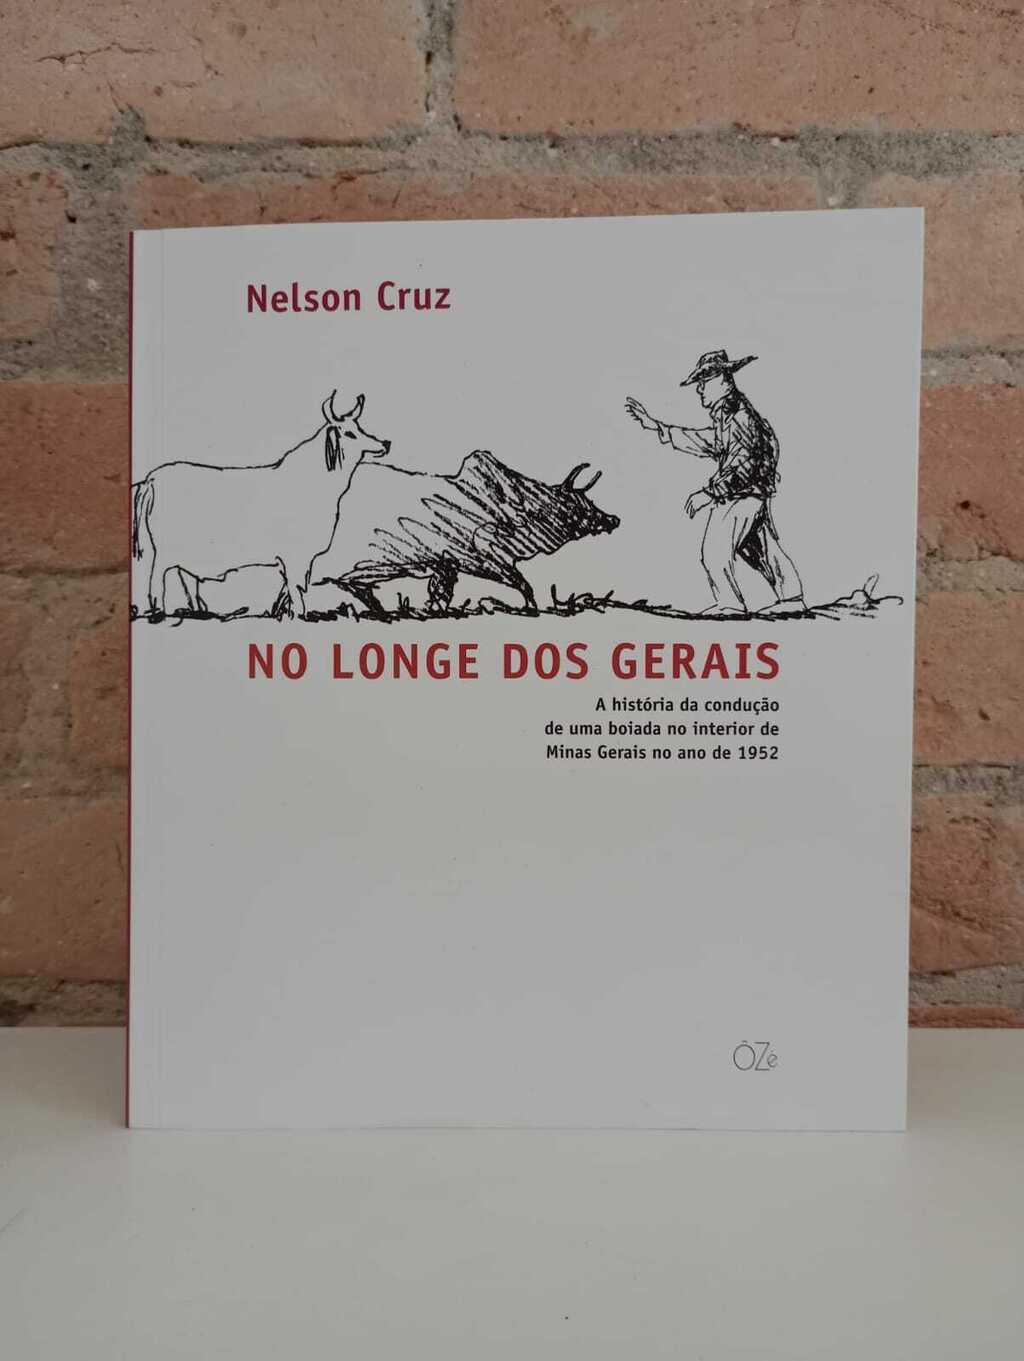 Nelson Cruz
NO LONGE DOS GERAIS
A história da condução
de uma boiada no interior de
Minas Gerais no ano de 1952
ÔZé